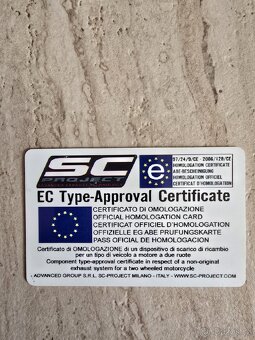 SC
PROJECT
e
97/24/9/CE - 2006/120/CE
HOMOLOGATION CERTIFICATE
ABE-BESCHEINIGUNG
HOMOLOGATION OFFICIEL
CERTIFICAT D'HOMOLOGATION
EC Type-Approval Certificate
CERTIFICATO DI OMOLOGAZIONE
OFFICIAL HOMOLOGATION CARD
CERTIFICAT OFFICIEL D'HOMOLOGATION
OFFIZIELLE EG ABE PRUFUNGSKARTE
PASS OFICIAL DE HOMOLOGACION
Certificato di OMOLOGAZIONE di un dispositivo di scarico di ricambio
per un tipo di veicolo a motore a due ruote
Component type-approval certificate in respect of a non-original
exhaust system for a two wheeled motorcycle
- ADVANCED GROUP S.R.L. SC-PROJECT MILANO - ITALY - WWW.SC-PROJECT.COM